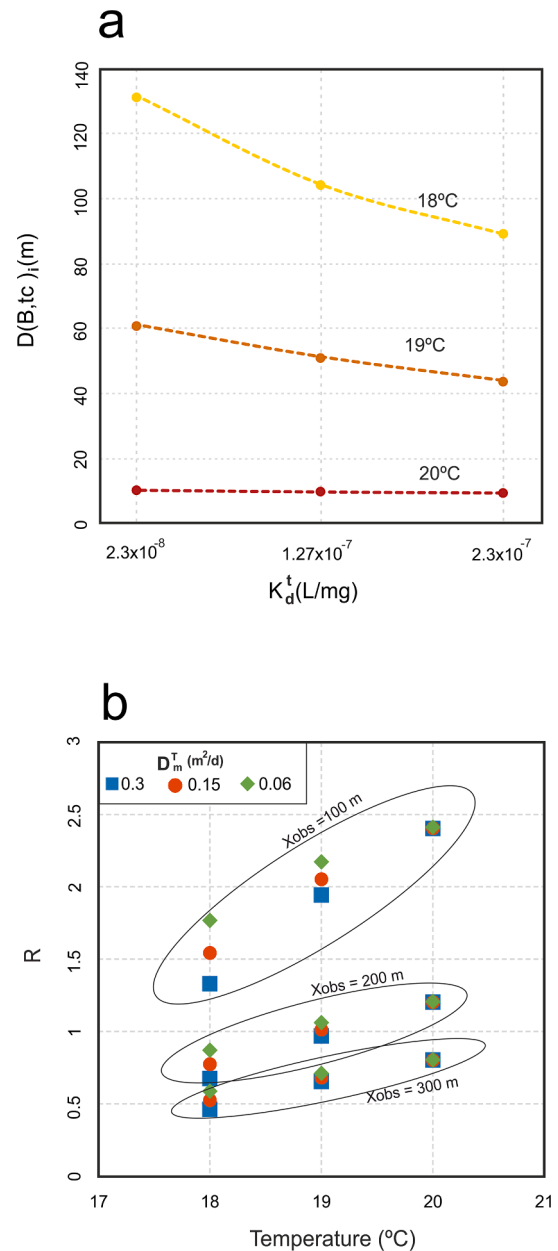 a
140
120
100
80
60
40
20
0
D(B,tc )i(m)
18ºC
19ºC
20ºC
2.3x10-8
1.27x10-7
2.3x10-7
Kdt(L/mg)
b
3
2.5
2
1.5
1
0.5
0
R
DmT (m2/d)
0.3 0.15 0.06
Xobs =100 m
Xobs = 200 m
Xobs = 300 m
17 18 19 20 21
Temperature (ºC)